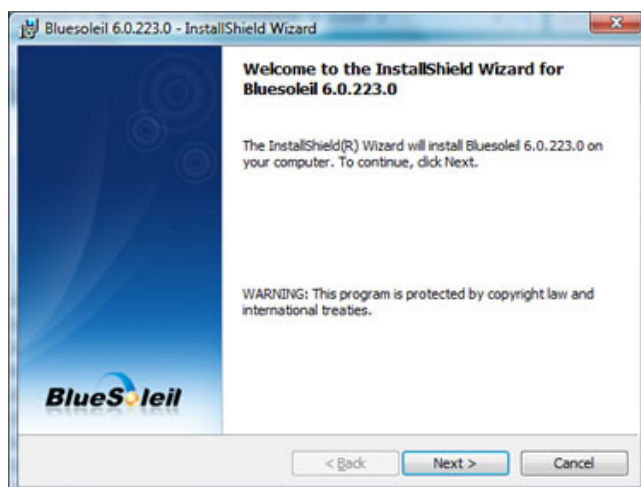 Bluesoleil 6.0.223.0 - InstallShield Wizard
Welcome to the InstallShield Wizard for
Bluesoleil 6.0.223.0
The InstallShield(R) Wizard will install Bluesoleil 6.0.223.0 on
your computer. To continue, click Next.
WARNING: This program is protected by copyright law and
international treaties.
BlueSoleil
< Back
Next >
Cancel